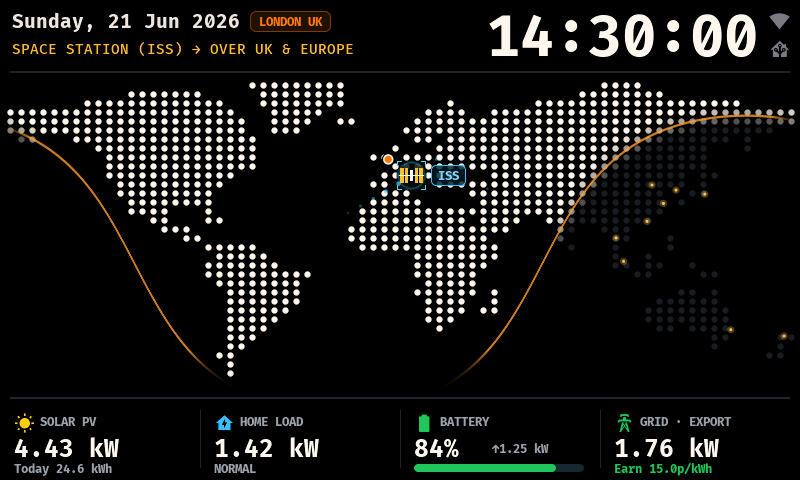 Sunday, 21 Jun 2026 LONDON UK
14:30:00
SPACE STATION (ISS) → OVER UK & EUROPE
ISS
SOLAR PV
4.43 kW
Today 24.6 kWh
HOME LOAD
1.42 kW
NORMAL
BATTERY
84% ↑1.25 kW
GRID · EXPORT
1.76 kW
Earn 15.0p/kWh